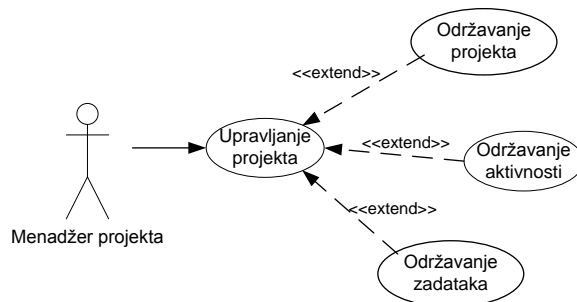 Održavanje
projekta
<<extend>>
Upravljanje
projekta
<<extend>>
Održavanje
aktivnosti
<<extend>>
Menadžer projekta
Održavanje
zadataka